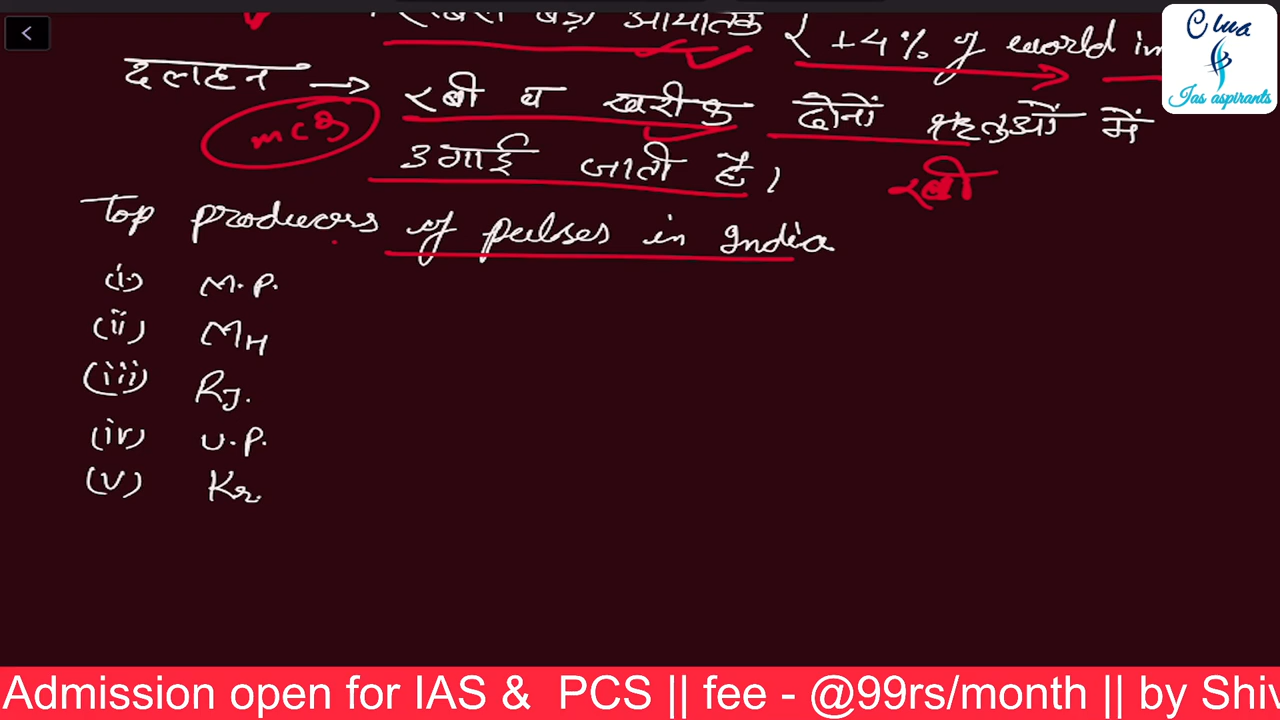 सबसे बड़ा आयातक { 14% of world im
दलहन → रबी व खरीफ दोनों ऋतुओं में
mcq
उगाई जाती है।
रबी
Top producers of pulses in India
(i) M.P.
(ii) MH
(iii) RJ.
(iv) U.P.
(v) Kr.
Clua
Ias aspirants
Admission open for IAS & PCS || fee - @99rs/month || by Shiv